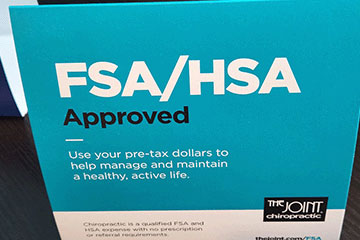 FSA/HSA
Approved
Use your pre-tax dollars to
help manage and maintain
a healthy, active life.
THE JOINT
chiropractic
Chiropractic is a qualified FSA and
HSA expense with no prescription
or referral requirements.
thejoint.com/FSA